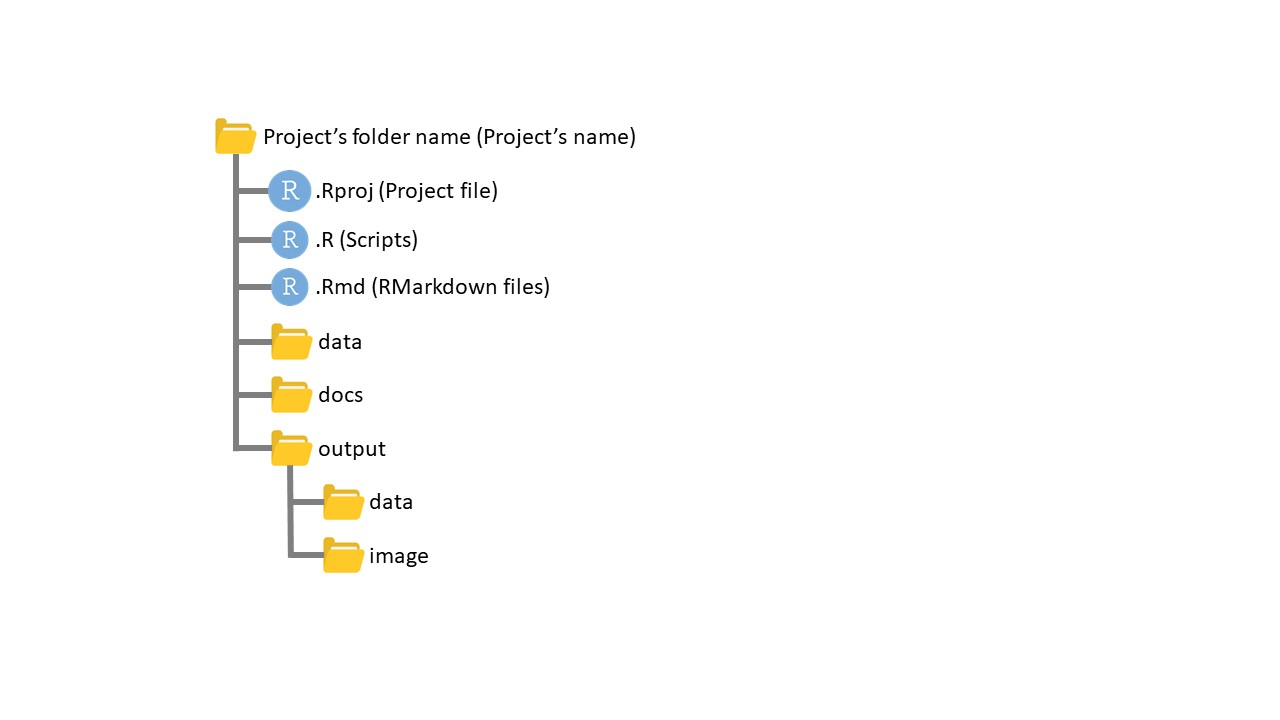 Project’s folder name (Project’s name)
R .Rproj (Project file)
R .R (Scripts)
R .Rmd (RMarkdown files)
data
docs
output
data
image